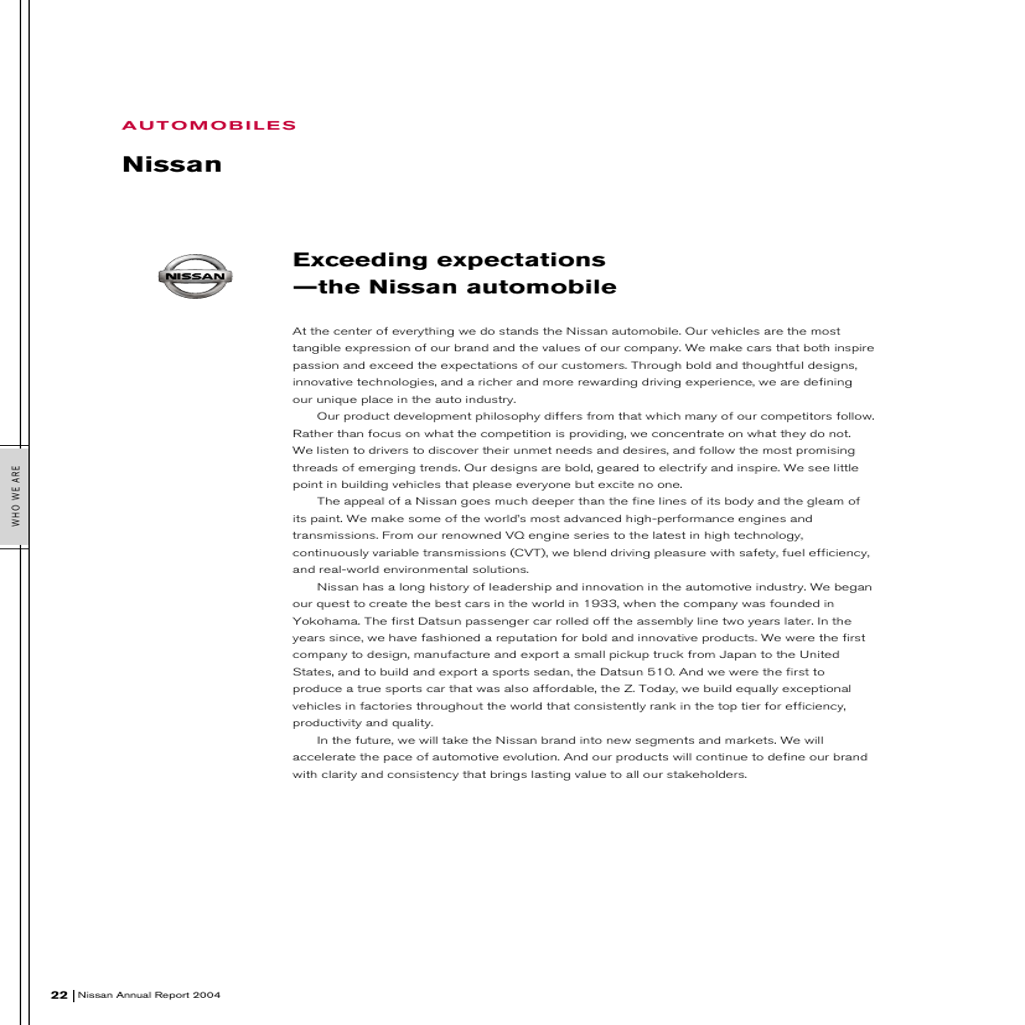 AUTOMOBILES
Nissan
NISSAN
Exceeding expectations
—the Nissan automobile
At the center of everything we do stands the Nissan automobile. Our vehicles are the most
tangible expression of our brand and the values of our company. We make cars that both inspire
passion and exceed the expectations of our customers. Through bold and thoughtful designs,
innovative technologies, and a richer and more rewarding driving experience, we are defining
our unique place in the auto industry.
Our product development philosophy differs from that which many of our competitors follow.
Rather than focus on what the competition is providing, we concentrate on what they do not.
We listen to drivers to discover their unmet needs and desires, and follow the most promising
threads of emerging trends. Our designs are bold, geared to electrify and inspire. We see little
point in building vehicles that please everyone but excite no one.
The appeal of a Nissan goes much deeper than the fine lines of its body and the gleam of
its paint. We make some of the world's most advanced high-performance engines and
transmissions. From our renowned VQ engine series to the latest in high technology,
continuously variable transmissions (CVT), we blend driving pleasure with safety, fuel efficiency,
and real-world environmental solutions.
Nissan has a long history of leadership and innovation in the automotive industry. We began
our quest to create the best cars in the world in 1933, when the company was founded in
Yokohama. The first Datsun passenger car rolled off the assembly line two years later. In the
years since, we have fashioned a reputation for bold and innovative products. We were the first
company to design, manufacture and export a small pickup truck from Japan to the United
States, and to build and export a sports sedan, the Datsun 510. And we were the first to
produce a true sports car that was also affordable, the Z. Today, we build equally exceptional
vehicles in factories throughout the world that consistently rank in the top tier for efficiency,
productivity and quality.
In the future, we will take the Nissan brand into new segments and markets. We will
accelerate the pace of automotive evolution. And our products will continue to define our brand
with clarity and consistency that brings lasting value to all our stakeholders.
WHO WE ARE
22 | Nissan Annual Report 2004